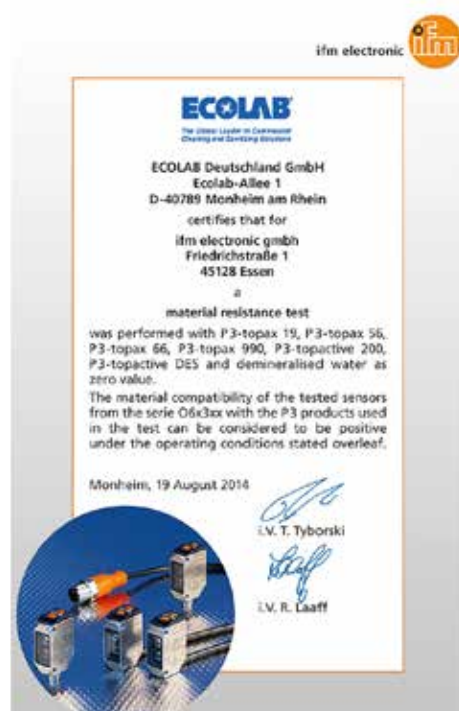 ifm electronic
ifm
ECOLAB
The Global Leader in Commercial
Cleaning and Sanitizing Solutions
ECOLAB Deutschland GmbH
Ecolab-Allee 1
D-40789 Monheim am Rhein
certifies that for
ifm electronic gmbh
Friedrichstraße 1
45128 Essen
a
material resistance test
was performed with P3-topax 19, P3-topax 56,
P3-topax 66, P3-topax 990, P3-topactive 200,
P3-topactive DES and demineralised water as
zero value.
The material compatibility of the tested sensors
from the serie O6x3xx with the P3 products used
in the test can be considered to be positive
under the operating conditions stated overleaf.
Monheim, 19 August 2014
i.V. T. Tyborski
i.V. R. Laaff